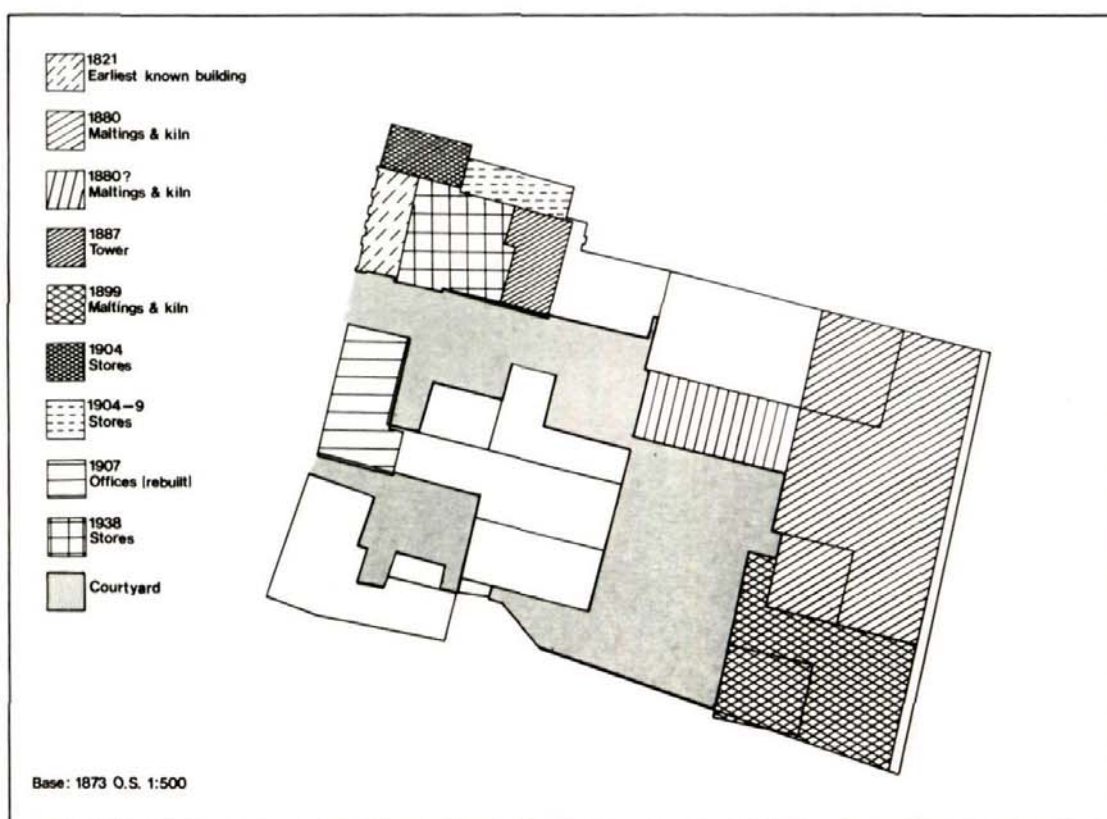 1821
Earliest known building
1880
Maltings & kiln
1880?
Maltings & kiln
1887
Tower
1899
Maltings & kiln
1904
Stores
1904–9
Stores
1907
Offices (rebuilt)
1938
Stores
Courtyard
Base: 1873 O.S. 1:500